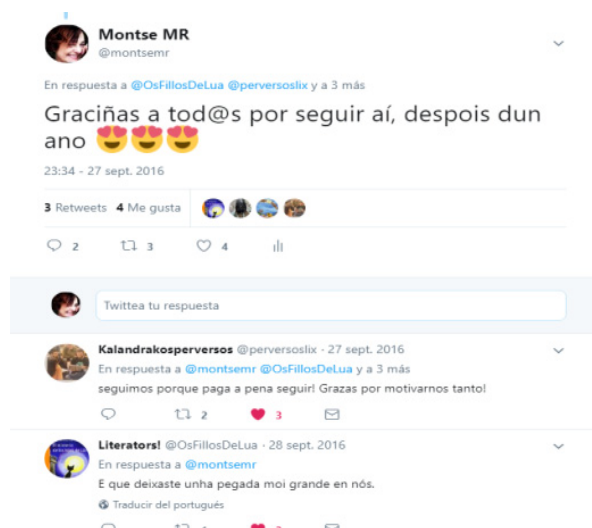 Montse MR
@montsemr
En respuesta a @OsFillosDeLua @perversoslix y a 3 más
Graciñas a tod@s por seguir aí, despois dun
ano 😍😍😍
23:34 - 27 sept. 2016
3 Retweets 4 Me gusta
2 3 4
Twittea tu respuesta
Kalandrakosperversos @perversoslix · 27 sept. 2016
En respuesta a @montsemr @OsFillosDeLua y a 3 más
seguimos porque paga a pena seguir! Grazas por motivarnos tanto!
2 3
Literators! @OsFillosDeLua · 28 sept. 2016
En respuesta a @montsemr
E que deixaste unha pegada moi grande en nós.
Traducir del portugués